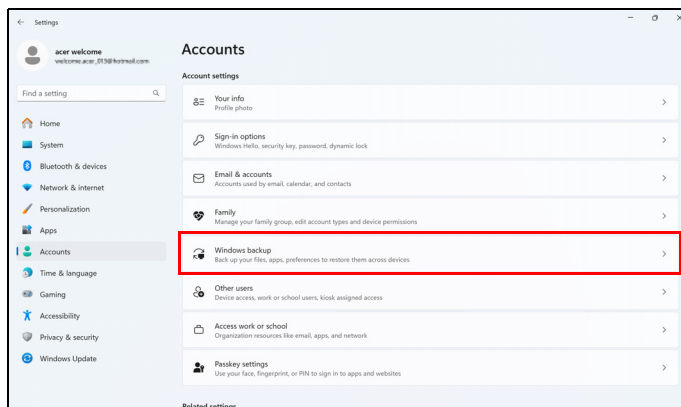 Settings
acer welcome
welcome.acer_013@hotmail.com
Find a setting
Home
System
Bluetooth & devices
Network & internet
Personalization
Apps
Accounts
Time & language
Gaming
Accessibility
Privacy & security
Windows Update
Accounts
Account settings
Your info
Profile photo
Sign-in options
Windows Hello, security key, password, dynamic lock
Email & accounts
Accounts used by email, calendar, and contacts
Family
Manage your family group, edit account types and device permissions
Windows backup
Back up your files, apps, preferences to restore them across devices
Other users
Device access, work or school users, kiosk assigned access
Access work or school
Organization resources like email, apps, and network
Passkey settings
Use your face, fingerprint, or PIN to sign in to apps and websites
Related settings